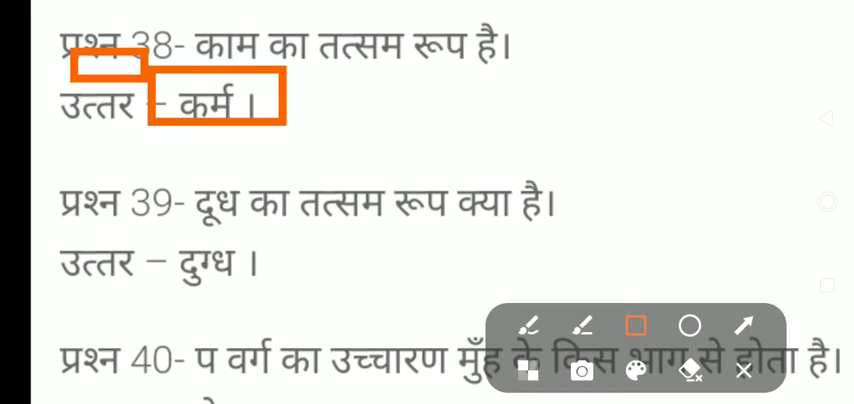 प्रश्न 38- काम का तत्सम रूप है।
उत्तर – कर्म ।
प्रश्न 39- दूध का तत्सम रूप क्या है।
उत्तर – दुग्ध ।
प्रश्न 40- प वर्ग का उच्चारण मुँह के किस भाग से होता है।